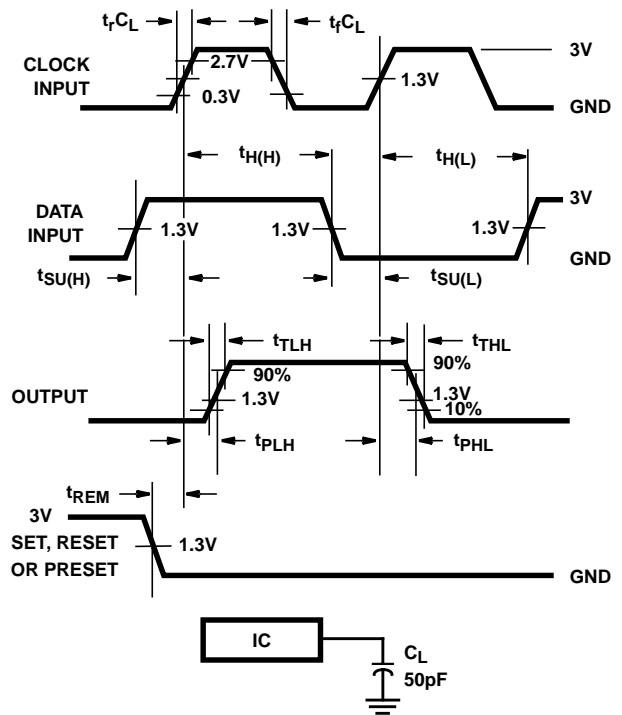 trCL
tfCL
CLOCK
INPUT
2.7V
0.3V
1.3V
3V
GND
tH(H)
tH(L)
DATA
INPUT
1.3V
1.3V
1.3V
3V
GND
tSU(H)
tSU(L)
tTLH
tTHL
OUTPUT
90%
1.3V
90%
1.3V
10%
tPLH
tPHL
tREM
3V
SET, RESET
OR PRESET
1.3V
GND
IC
CL
50pF